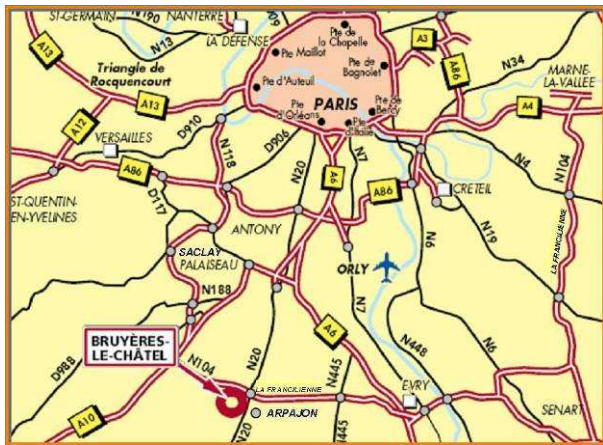 ST-GERMAIN
N190
NANTERRE
N13
LA DÉFENSE
Pte de
la Chapelle
A3
A13
Pte Maillot
Pte de
Bagnolet
A86
N34
Triangle de
Rocquencourt
Pte d'Auteuil
MARNE-
LA-VALLEE
A13
PARIS
Pte
d'Orléans
Pte de
Bercy
A4
A12
D910
VERSAILLES
D906
N118
N20
N7
N4
N104
A86
A6
A86
CRETEIL
ST-QUENTIN-
EN-YVELINES
D117
ANTONY
N6
N19
LA FRANCILIENNE
SACLAY
PALAISEAU
ORLY
N188
N7
BRUYÈRES-
LE-CHÂTEL
A6
N448
N6
D988
N104
N20
N445
EVRY
LA FRANCILIENNE
SENART
A10
ARPAJON
N20
N445